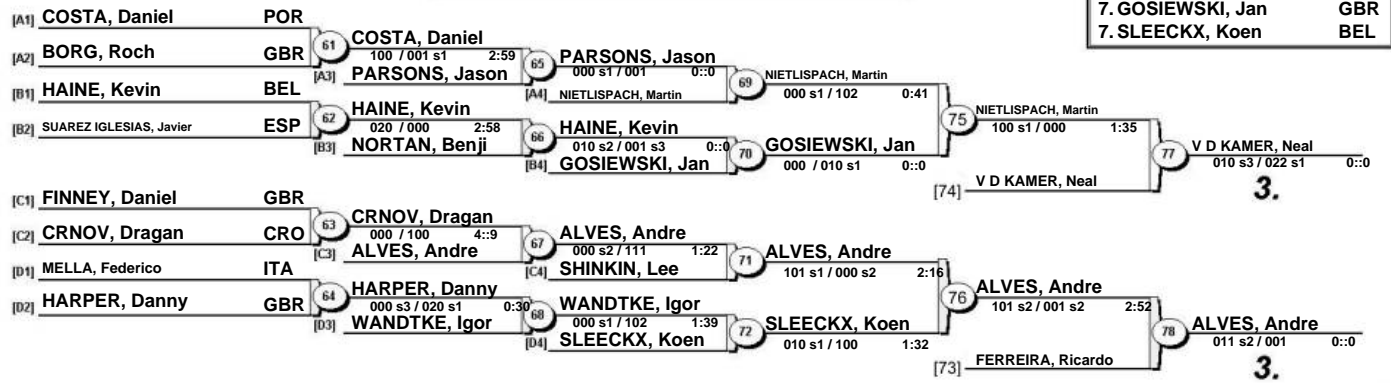 7. GOSIEWSKI, Jan GBR
7. SLEECKX, Koen BEL
[A1] COSTA, Daniel POR
[A2] BORG, Roch GBR
61 COSTA, Daniel
100 / 001 s1 2:59
[A3] PARSONS, Jason
65 PARSONS, Jason
000 s1 / 001 0::0
[A4] NIETLISPACH, Martin
69 NIETLISPACH, Martin
000 s1 / 102 0:41
[B1] HAINE, Kevin BEL
[B2] SUAREZ IGLESIAS, Javier ESP
62 HAINE, Kevin
020 / 000 2:58
[B3] NORTAN, Benji
66 HAINE, Kevin
010 s2 / 001 s3 0::0
[B4] GOSIEWSKI, Jan
70 GOSIEWSKI, Jan
000 / 010 s1 0::0
75 NIETLISPACH, Martin
100 s1 / 000 1:35
[74] V D KAMER, Neal
77 V D KAMER, Neal
010 s3 / 022 s1 0::0
3.
[C1] FINNEY, Daniel GBR
[C2] CRNOV, Dragan CRO
63 CRNOV, Dragan
000 / 100 4::9
[C3] ALVES, Andre
67 ALVES, Andre
000 s2 / 111 1:22
[C4] SHINKIN, Lee
71 ALVES, Andre
101 s1 / 000 s2 2:16
[D1] MELLA, Federico ITA
[D2] HARPER, Danny GBR
64 HARPER, Danny
000 s3 / 020 s1 0:30
[D3] WANDTKE, Igor
68 WANDTKE, Igor
000 s1 / 102 1:39
[D4] SLEECKX, Koen
72 SLEECKX, Koen
010 s1 / 100 1:32
76 ALVES, Andre
101 s2 / 001 s2 2:52
[73] FERREIRA, Ricardo
78 ALVES, Andre
011 s2 / 001 0::0
3.